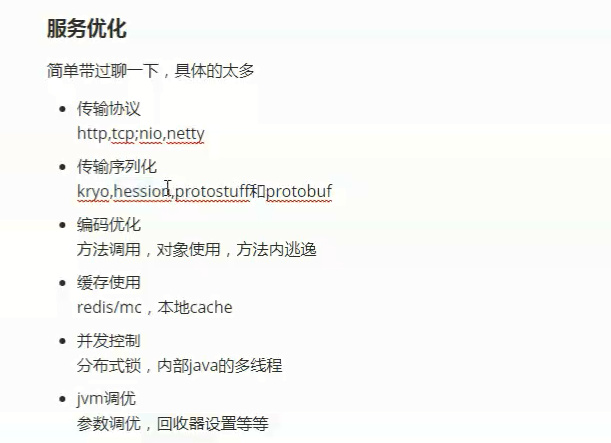 服务优化
简单带过聊一下，具体的太多
传输协议
http,tcp;nio,netty
传输序列化
kryo,hession,protostuff和protobuf
编码优化
方法调用，对象使用，方法内逃逸
缓存使用
redis/mc，本地cache
并发控制
分布式锁，内部java的多线程
jvm调优
参数调优，回收器设置等等